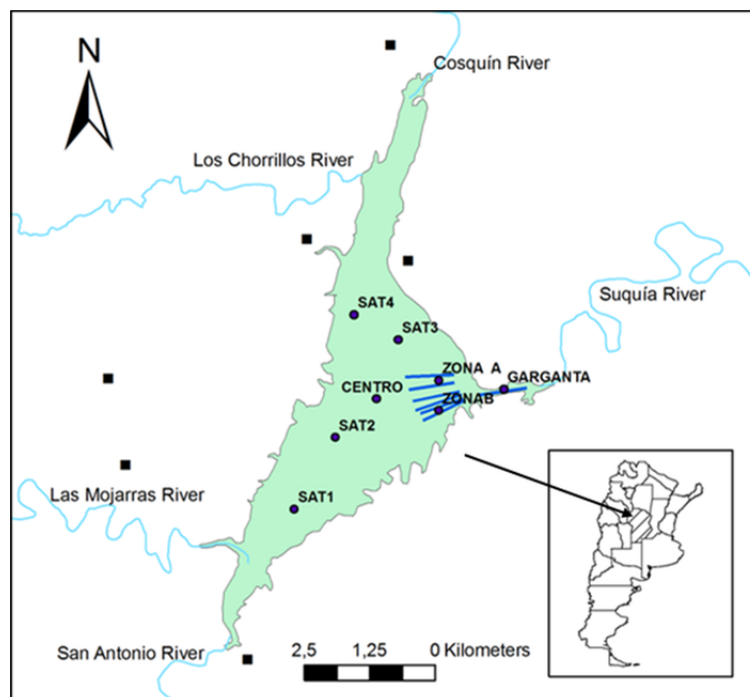 N
Cosquín River
Los Chorrillos River
Suquía River
SAT4
SAT3
ZONA A
GARGANTA
CENTRO
ZONAB
SAT2
Las Mojarras River
SAT1
San Antonio River
2,5 1,25 0 Kilometers